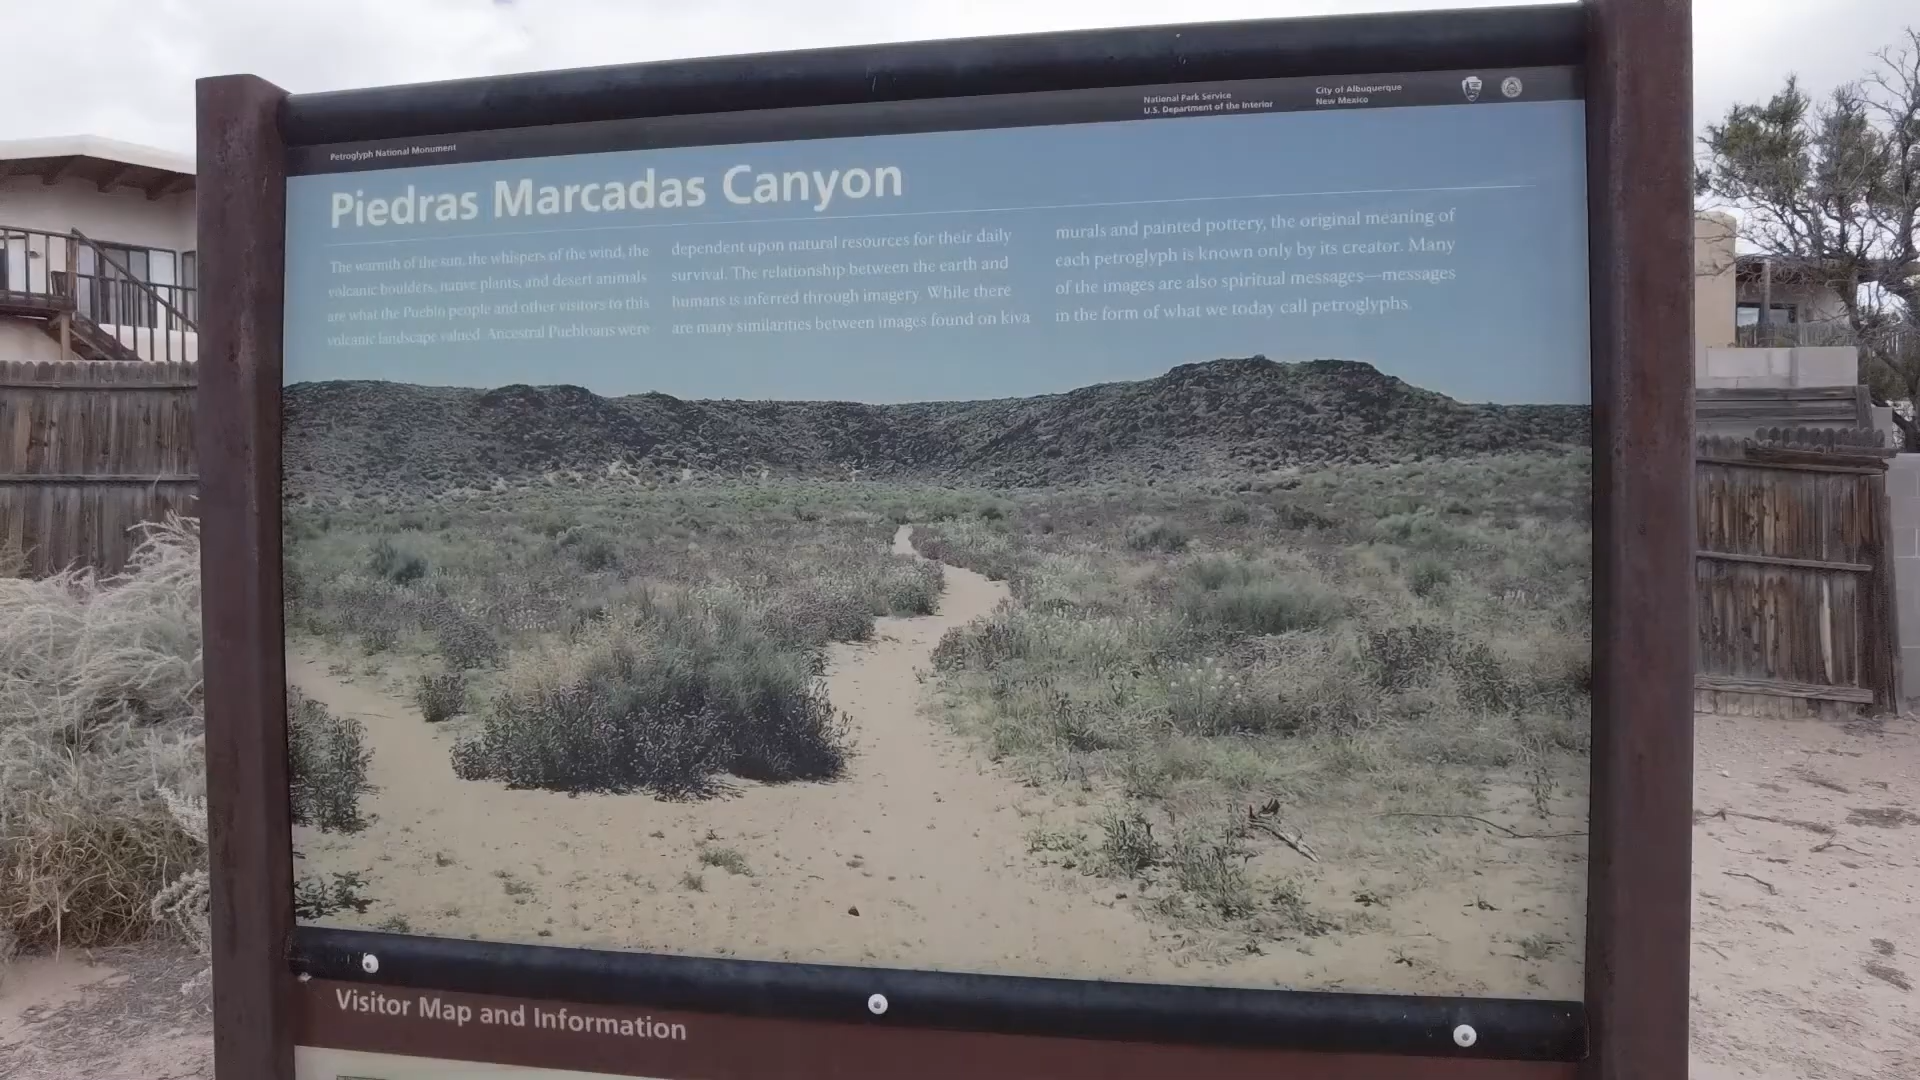 Petroglyph National Monument
National Park Service
U.S. Department of the Interior
City of Albuquerque
New Mexico
Piedras Marcadas Canyon
The warmth of the sun, the whispers of the wind, the
volcanic boulders, native plants, and desert animals
are what the Pueblo people and other visitors to this
volcanic landscape valued. Ancestral Puebloans were
dependent upon natural resources for their daily
survival. The relationship between the earth and
humans is inferred through imagery. While there
are many similarities between images found on kiva
murals and painted pottery, the original meaning of
each petroglyph is known only by its creator. Many
of the images are also spiritual messages—messages
in the form of what we today call petroglyphs.
Visitor Map and Information